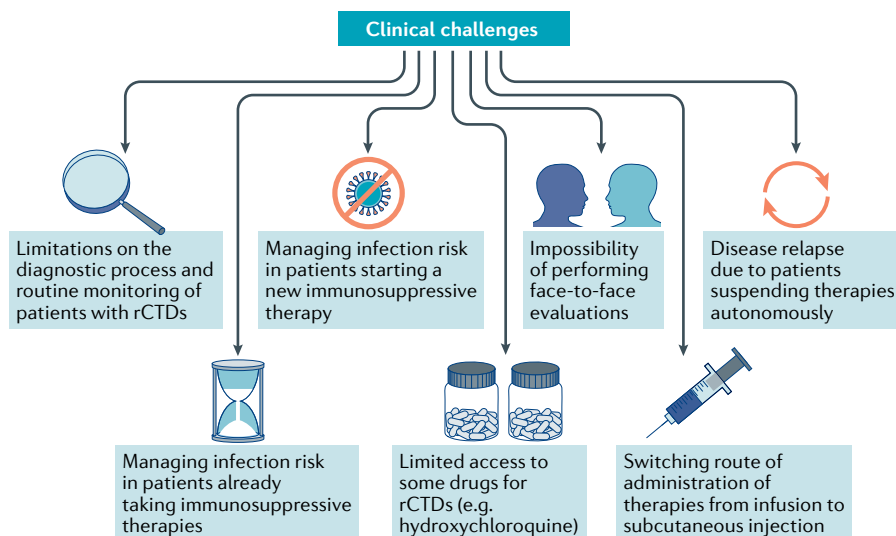 Clinical challenges
Limitations on the
diagnostic process and
routine monitoring of
patients with rCTDs
Managing infection risk
in patients starting a
new immunosuppressive
therapy
Impossibility
of performing
face-to-face
evaluations
Disease relapse
due to patients
suspending therapies
autonomously
Managing infection risk
in patients already
taking immunosuppressive
therapies
Limited access to
some drugs for
rCTDs (e.g.
hydroxychloroquine)
Switching route of
administration of
therapies from infusion to
subcutaneous injection